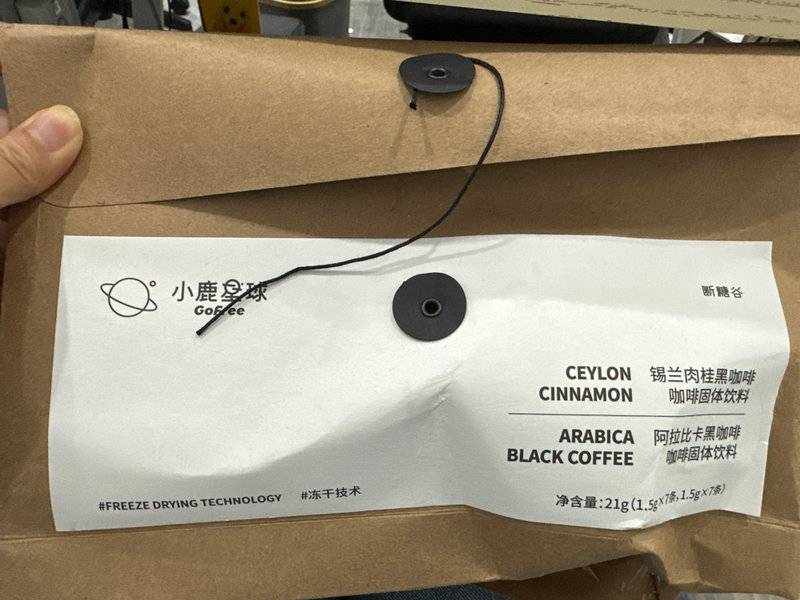 小鹿星球
GoFree
断糖谷
CEYLON 锡兰肉桂黑咖啡
CINNAMON 咖啡固体饮料
ARABICA 阿拉比卡黑咖啡
BLACK COFFEE 咖啡固体饮料
#FREEZE DRYING TECHNOLOGY #冻干技术
净含量:21g(1.5g×7条,1.5g×7条)